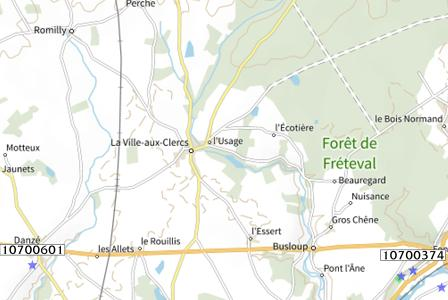 Perche
Romilly
le Bois Normand
l'Écotière
La Ville-aux-Clercs
l'Usage
Forêt de
Fréteval
Motteux
Jaunets
Beauregard
Nuisance
Gros Chêne
l'Essert
Danzé
le Rouillis
les Allets
Busloup
10700601
10700374
Pont l'Âne